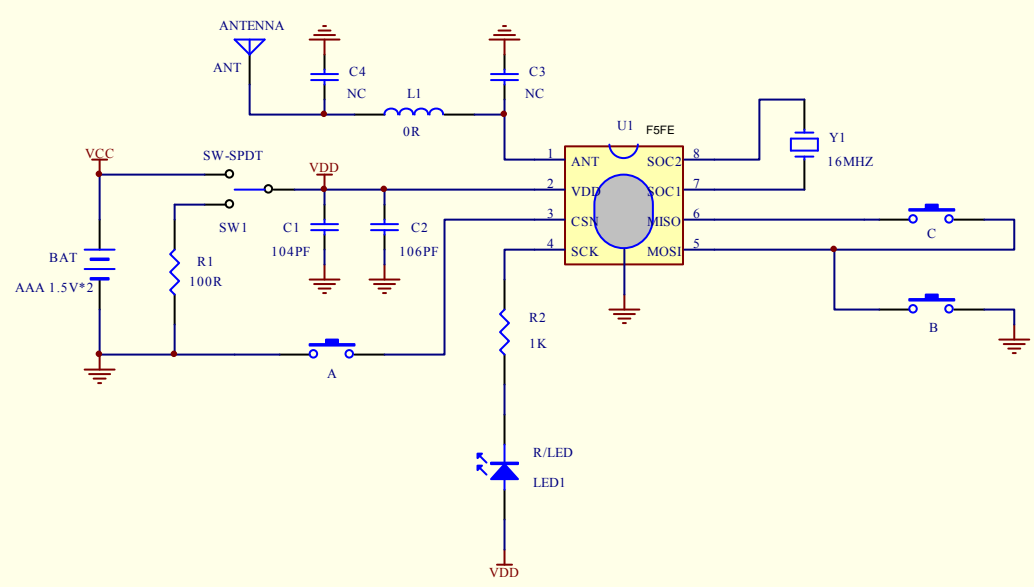 ANTENNA
ANT
C4
NC
L1
0R
C3
NC
U1 F5FE
1 ANT SOC2 8
2 VDD SOC1 7
3 CSN MISO 6
4 SCK MOSI 5
Y1
16MHZ
VCC
SW-SPDT
SW1
VDD
C1
104PF
C2
106PF
BAT
AAA 1.5V*2
R1
100R
A
C
B
R2
1K
R/LED
LED1
VDD